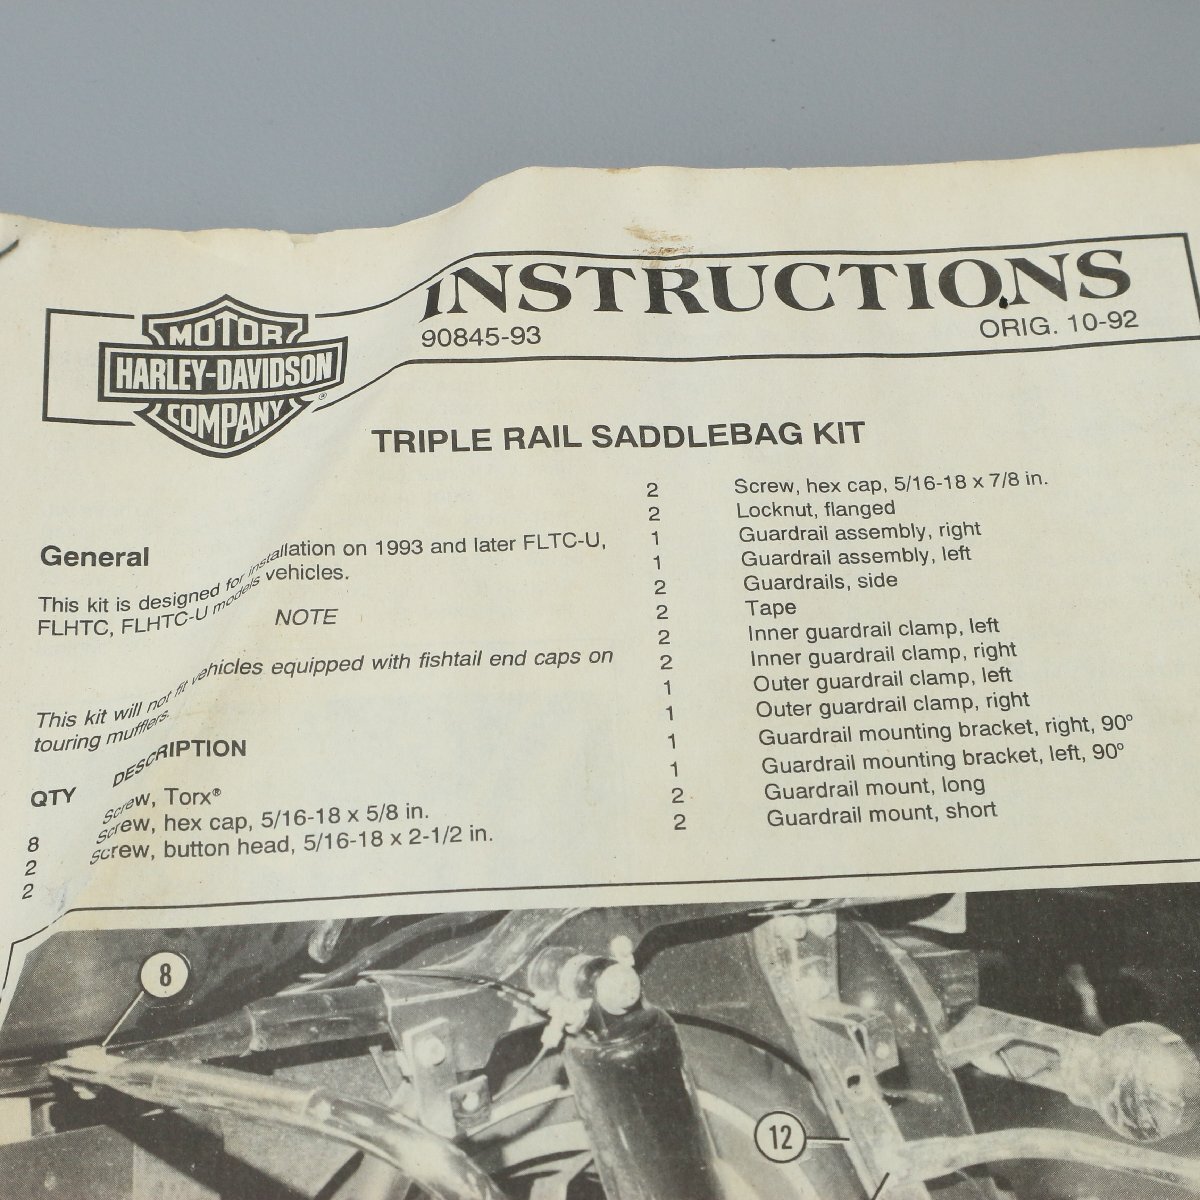 MOTOR
HARLEY-DAVIDSON
COMPANY
®
INSTRUCTIONS
90845-93
ORIG. 10-92
TRIPLE RAIL SADDLEBAG KIT
General
This kit is designed for installation on 1993 and later FLTC-U,
FLHTC, FLHTC-U models vehicles.
NOTE
This kit will not fit vehicles equipped with fishtail end caps on
touring mufflers.
QTY DESCRIPTION
8 Screw, Torx®
2 Screw, hex cap, 5/16-18 x 5/8 in.
2 Screw, button head, 5/16-18 x 2-1/2 in.
2 Screw, hex cap, 5/16-18 x 7/8 in.
2 Locknut, flanged
1 Guardrail assembly, right
1 Guardrail assembly, left
2 Guardrails, side
2 Tape
2 Inner guardrail clamp, left
2 Inner guardrail clamp, right
1 Outer guardrail clamp, left
1 Outer guardrail clamp, right
1 Guardrail mounting bracket, right, 90°
1 Guardrail mounting bracket, left, 90°
2 Guardrail mount, long
2 Guardrail mount, short
8
12